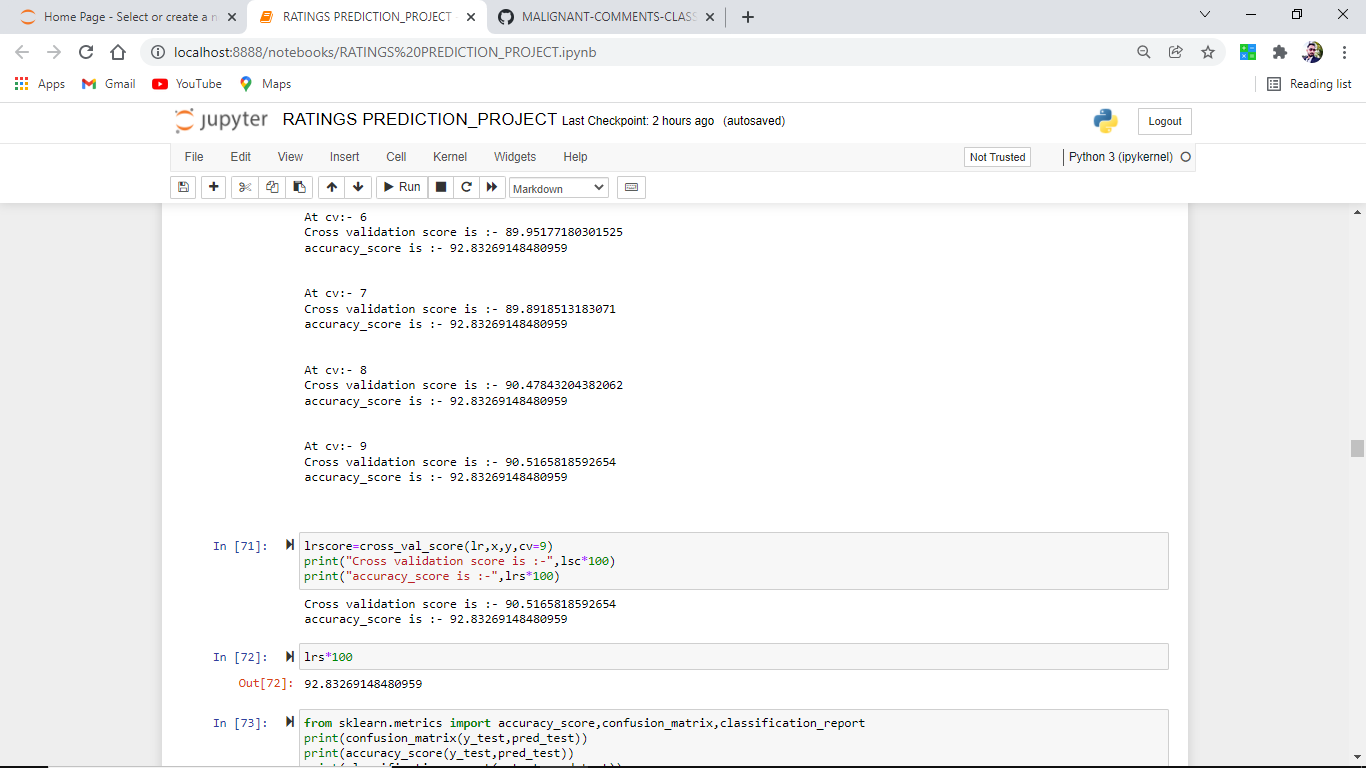 Home Page - Select or create a n
RATINGS PREDICTION_PROJECT -
MALIGNANT-COMMENTS-CLASS
localhost:8888/notebooks/RATINGS%20PREDICTION_PROJECT.ipynb
Apps Gmail YouTube Maps Reading list
jupyter RATINGS PREDICTION_PROJECT Last Checkpoint: 2 hours ago (autosaved) Logout
File Edit View Insert Cell Kernel Widgets Help Not Trusted Python 3 (ipykernel)
Run Markdown
At cv:- 6
Cross validation score is :- 89.95177180301525
accuracy_score is :- 92.83269148480959
At cv:- 7
Cross validation score is :- 89.8918513183071
accuracy_score is :- 92.83269148480959
At cv:- 8
Cross validation score is :- 90.47843204382062
accuracy_score is :- 92.83269148480959
At cv:- 9
Cross validation score is :- 90.5165818592654
accuracy_score is :- 92.83269148480959
In [71]: lrscore=cross_val_score(lr,x,y,cv=9)
print("Cross validation score is :-",lsc*100)
print("accuracy_score is :-",lrs*100)
Cross validation score is :- 90.5165818592654
accuracy_score is :- 92.83269148480959
In [72]: lrs*100
Out[72]: 92.83269148480959
In [73]: from sklearn.metrics import accuracy_score,confusion_matrix,classification_report
print(confusion_matrix(y_test,pred_test))
print(accuracy_score(y_test,pred_test))